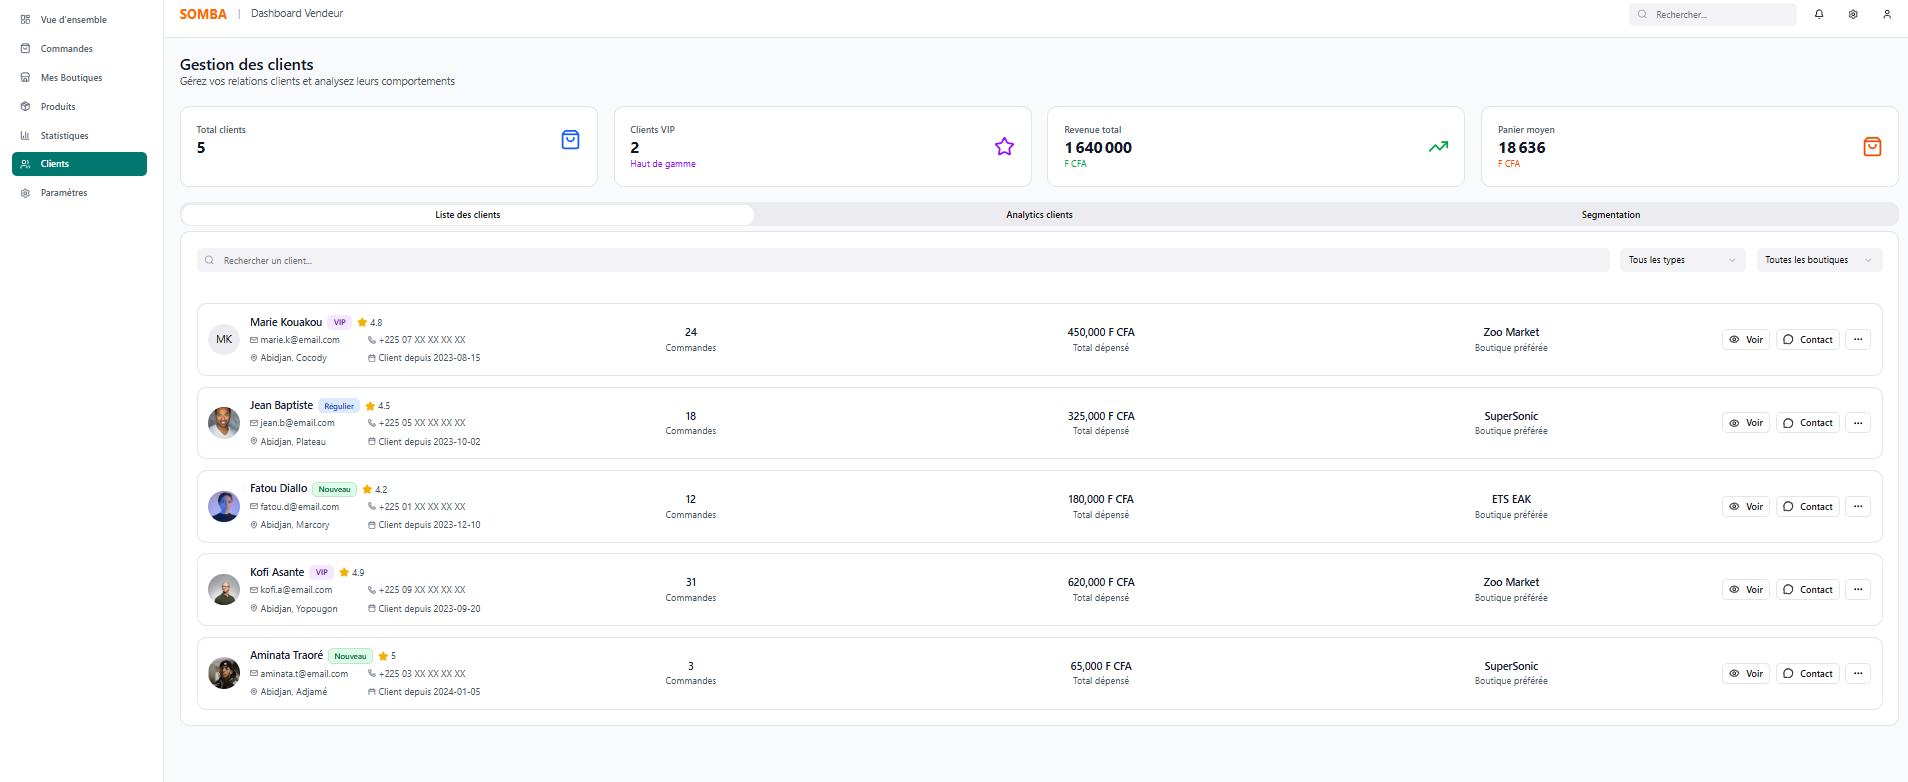 Vue d'ensemble
Commandes
Mes Boutiques
Produits
Statistiques
Clients
Paramètres
SOMBA | Dashboard Vendeur
Rechercher...
Gestion des clients
Gérez vos relations clients et analysez leurs comportements
Total clients
5
Clients VIP
2
Haut de gamme
Revenue total
1 640 000
F CFA
Panier moyen
18 636
F CFA
Liste des clients
Analytics clients
Segmentation
Rechercher un client...
Tous les types
Toutes les boutiques
MK
Marie Kouakou VIP 4.8
marie.k@email.com +225 07 XX XX XX XX
Abidjan, Cocody Client depuis 2023-08-15
24
Commandes
450,000 F CFA
Total dépensé
Zoo Market
Boutique préférée
Voir Contact ...
Jean Baptiste Régulier 4.5
jean.b@email.com +225 05 XX XX XX XX
Abidjan, Plateau Client depuis 2023-10-02
18
Commandes
325,000 F CFA
Total dépensé
SuperSonic
Boutique préférée
Voir Contact ...
Fatou Diallo Nouveau 4.2
fatou.d@email.com +225 01 XX XX XX XX
Abidjan, Marcory Client depuis 2023-12-10
12
Commandes
180,000 F CFA
Total dépensé
ETS EAK
Boutique préférée
Voir Contact ...
Kofi Asante VIP 4.9
kofi.a@email.com +225 09 XX XX XX XX
Abidjan, Yopougon Client depuis 2023-09-20
31
Commandes
620,000 F CFA
Total dépensé
Zoo Market
Boutique préférée
Voir Contact ...
Aminata Traoré Nouveau 5
aminata.t@email.com +225 03 XX XX XX XX
Abidjan, Adjamé Client depuis 2024-01-05
3
Commandes
65,000 F CFA
Total dépensé
SuperSonic
Boutique préférée
Voir Contact ...